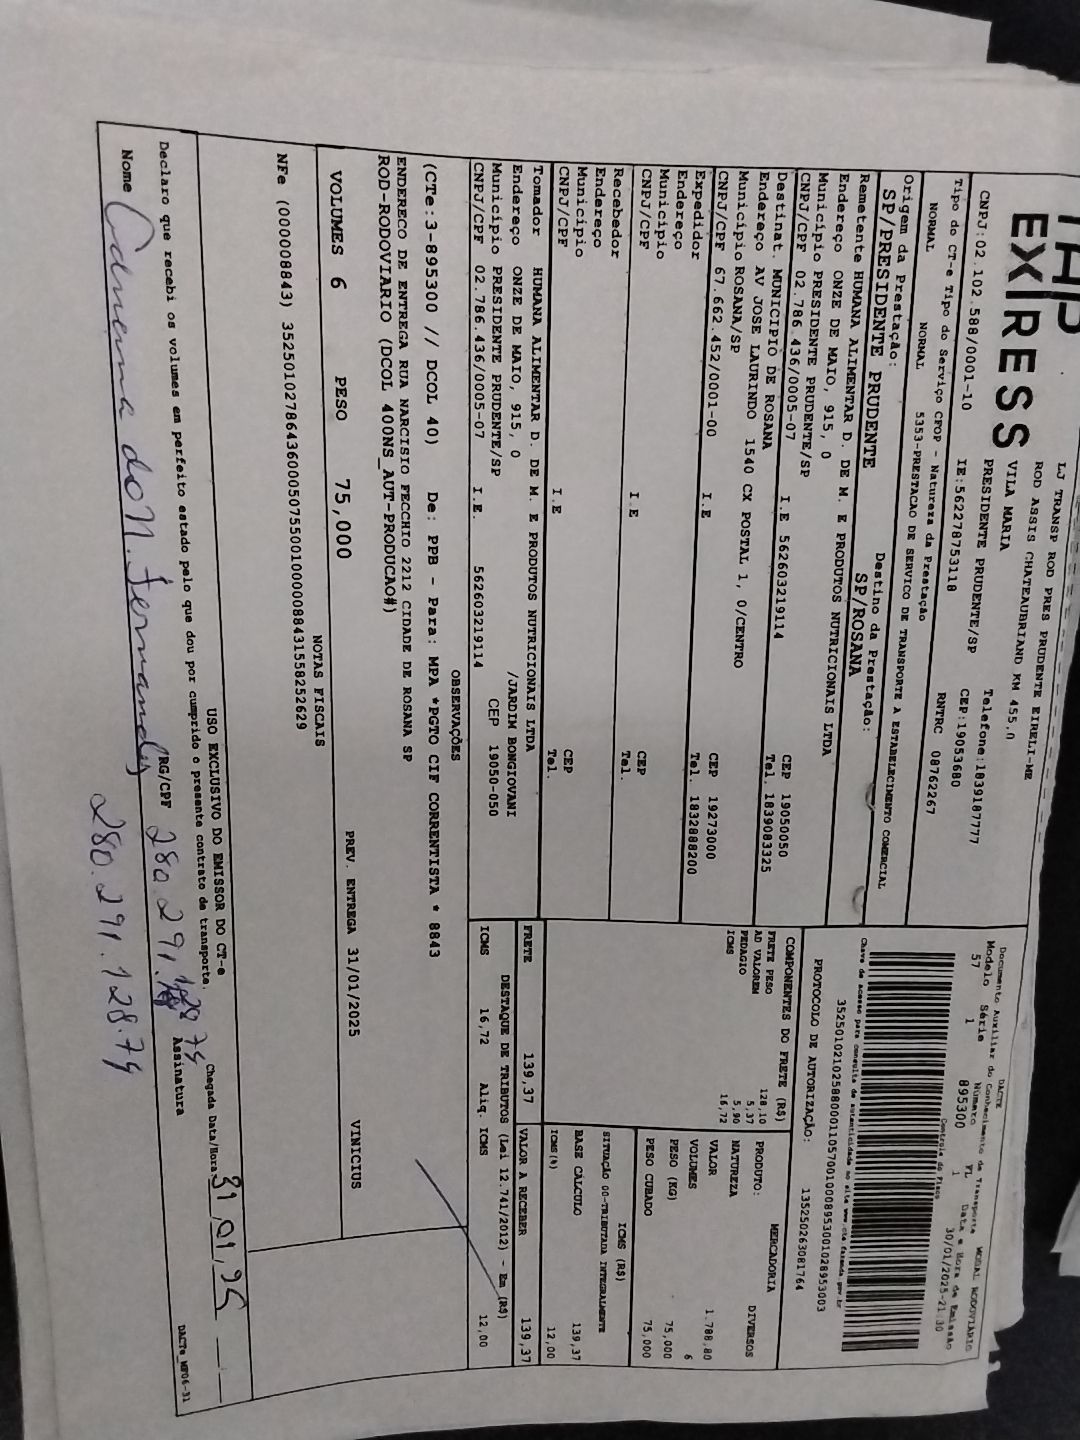 EXPRESS
LJ TRANSP ROD PRES PRUDENTE EIRELI-ME
ROD ASSIS CHATEAUBRIAND KM 455,0
VILA MARIA
PRESIDENTE PRUDENTE/SP Telefone:1839187777
CNPJ:02.102.588/0001-10 IE:562278753118 CEP:19053680
Tipo do CT-e Tipo do Serviço CFOP - Natureza da Prestação RNTRC 08762267
NORMAL NORMAL 5353-PRESTACAO DE SERVICO DE TRANSPORTE A ESTABELECIMENTO COMERCIAL
Origem da Prestação: Destino da Prestação:
SP/PRESIDENTE PRUDENTE SP/ROSANA
Remetente HUMANA ALIMENTAR D. DE M. E PRODUTOS NUTRICIONAIS LTDA
Endereço ONZE DE MAIO, 915, 0
Município PRESIDENTE PRUDENTE/SP CEP 19050050
CNPJ/CPF 02.786.436/0005-07 I.E 562603219114 Tel. 1839083325
Destinat. MUNICIPIO DE ROSANA
Endereço AV JOSE LAURINDO 1540 CX POSTAL 1, 0/CENTRO
Município ROSANA/SP CEP 19273000
CNPJ/CPF 67.662.452/0001-00 I.E Tel. 1832888200
Expedidor
Endereço
Município CEP
CNPJ/CPF I.E Tel.
Recebedor
Endereço
Município CEP
CNPJ/CPF I.E Tel.
Tomador HUMANA ALIMENTAR D. DE M. E PRODUTOS NUTRICIONAIS LTDA
Endereço ONZE DE MAIO, 915, 0 /JARDIM BONGIOVANI
Município PRESIDENTE PRUDENTE/SP CEP 19050-050
CNPJ/CPF 02.786.436/0005-07 I.E. 562603219114
DACTE MODAL RODOVIÁRIO
Documento Auxiliar do Conhecimento de Transporte
Modelo Série Número FL Data e Hora de Emissão
57 1 895300 1 30/01/2025-21:30
Controle do Fisco
Chave de acesso para consulta de autenticidade no site www.cte.fazenda.gov.br
35250102102588000110570010008953001028953003
PROTOCOLO DE AUTORIZAÇÃO: 135250263081764
COMPONENTES DO FRETE (R$)
FRETE PESO 128,10
AD VALOREM 5,37
PEDAGIO 5,90
ICMS 16,72
MERCADORIA
PRODUTO: DIVERSOS
NATUREZA
VALOR 1.788,80
VOLUMES 6
PESO (KG) 75,000
PESO CUBADO 75,000
ICMS (R$)
SITUAÇÃO 00-TRIBUTADA INTEGRALMENTE
BASE CÁLCULO 139,37
ICMS(%) 12,00
FRETE 139,37 VALOR A RECEBER 139,37
DESTAQUE DE TRIBUTOS (Lei 12.741/2012) - Em (R$)
ICMS 16,72 Aliq. ICMS 12,00
OBSERVAÇÕES
(CTe:3-895300 // DCOL 40) De: PPB - Para: MPA *PGTO CIF CORRENTISTA * 8843
ENDERECO DE ENTREGA RUA NARCISIO FECCHIO 2212 CIDADE DE ROSANA SP
ROD-RODOVIARIO (DCOL 400NS_AUT-PRODUCAO#)
VOLUMES 6 PESO 75,000 PREV. ENTREGA 31/01/2025 VINICIUS
NOTAS FISCAIS
NFe (000008843) 35250102786436000507550010000088431558252629
USO EXCLUSIVO DO EMISSOR DO CT-e
Declaro que recebi os volumes em perfeito estado pelo que dou por cumprido o presente contrato de transporte. Chegada Data/Hora: 31,01,25
Nome do N. Fernandes RG/CPF 280.291.128 79 Assinatura
280.291.128.79
DACTe_MP06-31